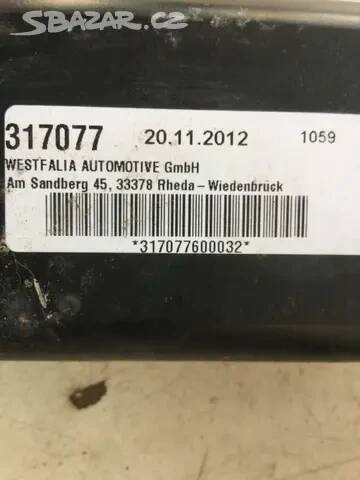 SBAZAR.CZ
317077 20.11.2012 1059
WESTFALIA AUTOMOTIVE GmbH
Am Sandberg 45, 33378 Rheda-Wiedenbrück
*317077600032*